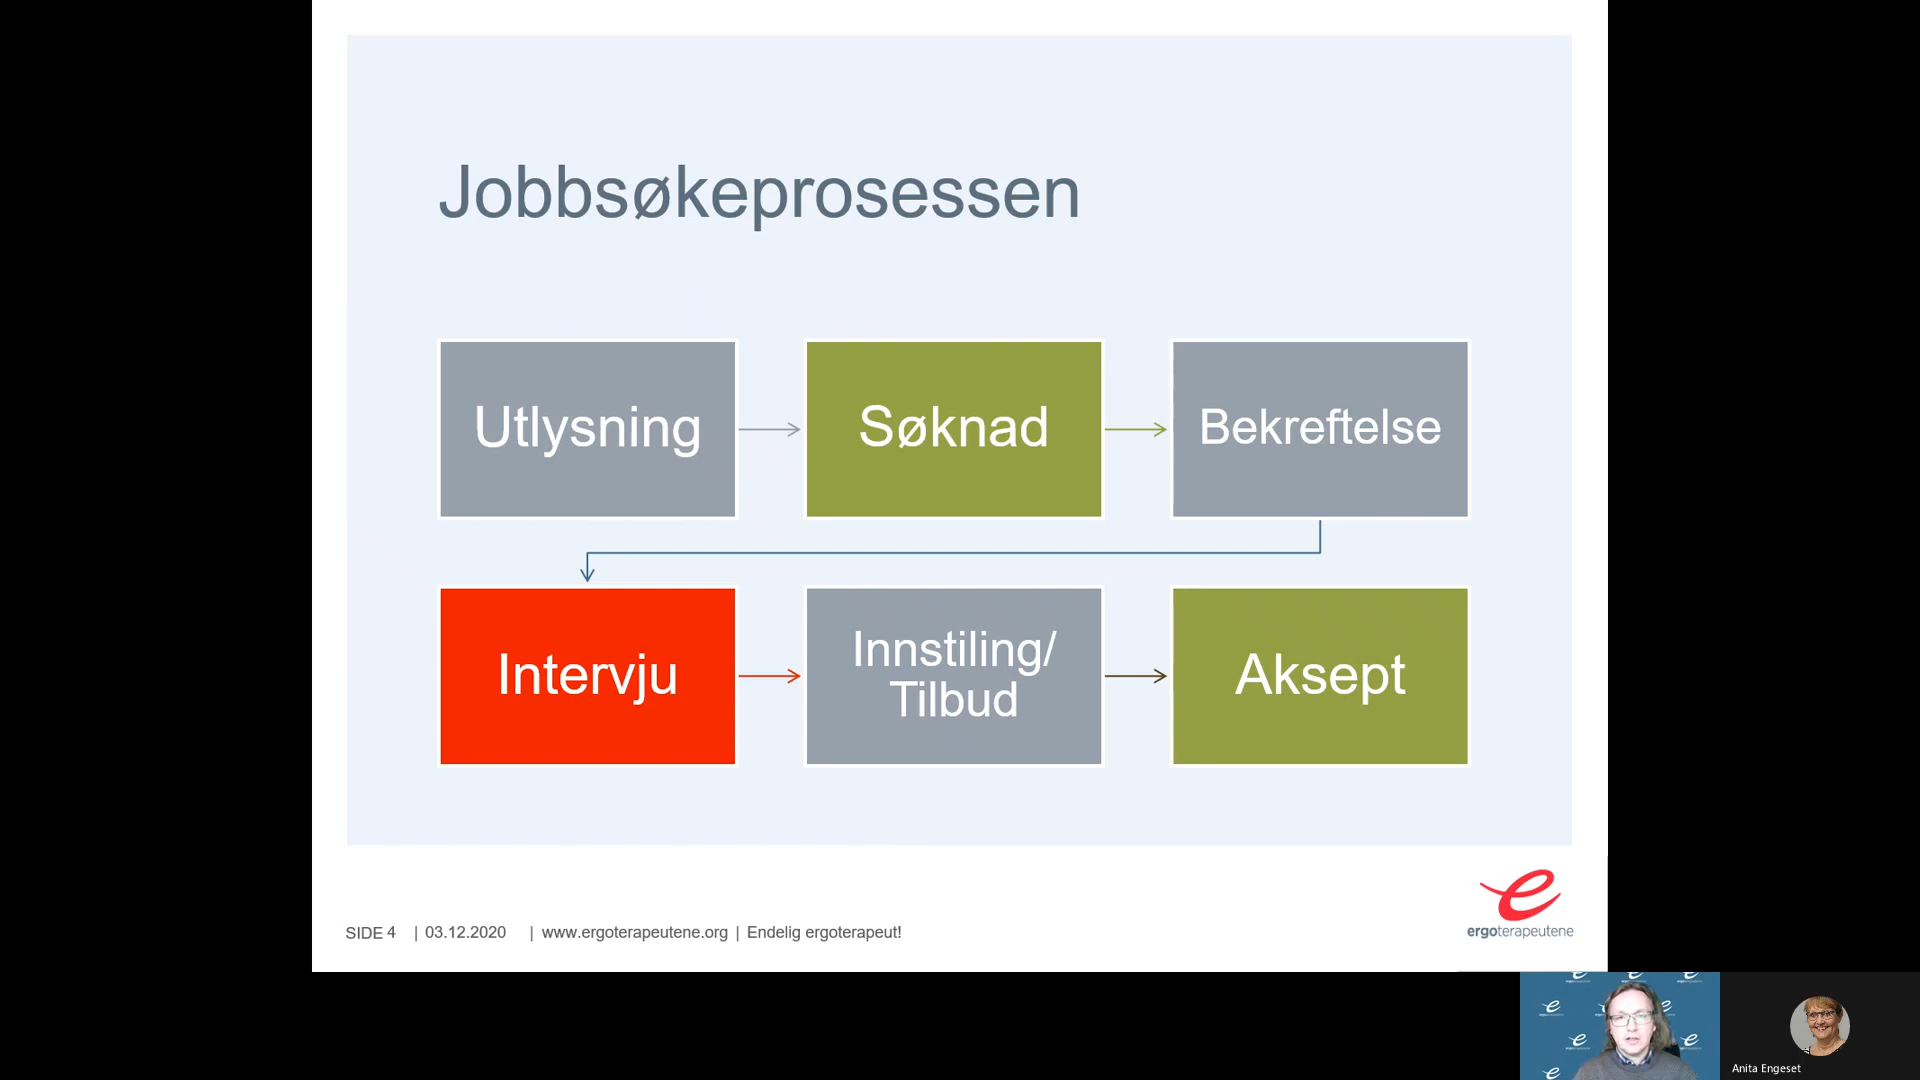 Jobbsøkeprosessen
Utlysning
Søknad
Bekreftelse
Intervju
Innstiling/
Tilbud
Aksept
SIDE 4 | 03.12.2020 | www.ergoterapeutene.org | Endelig ergoterapeut!
ergoterapeutene
Anita Engeset